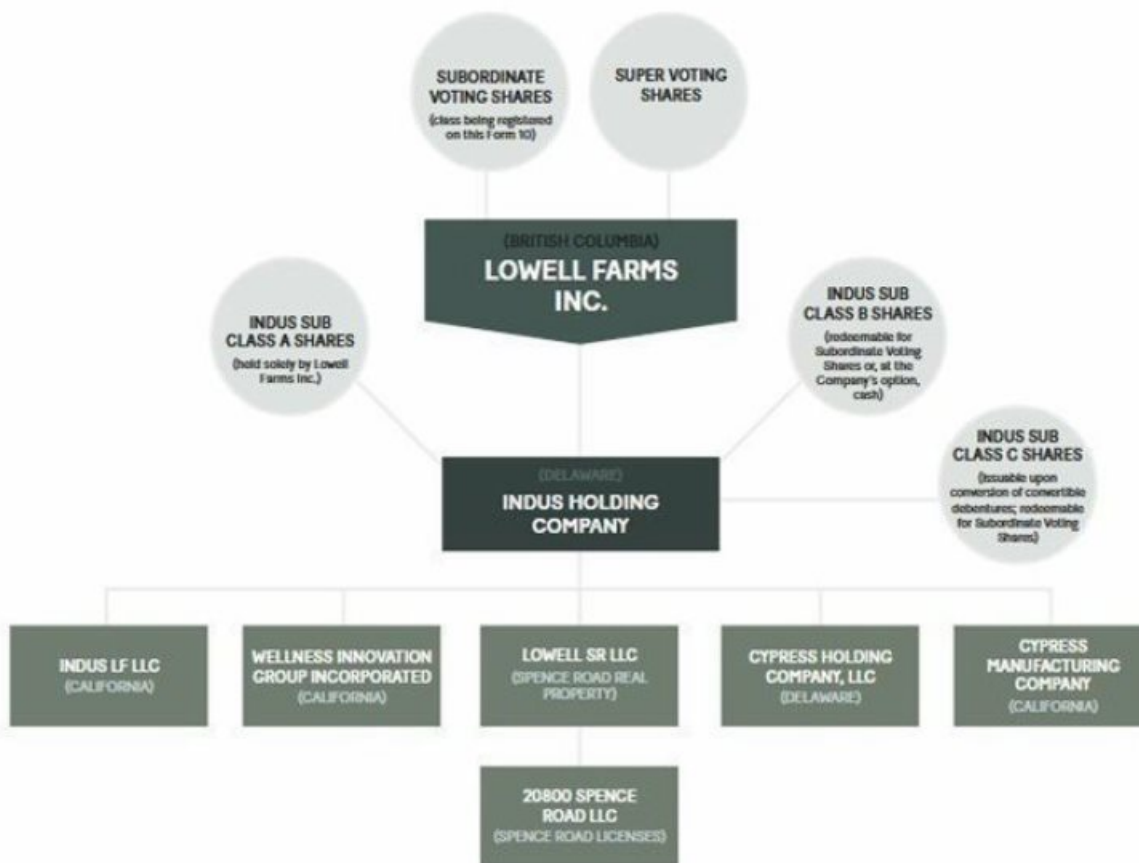 SUBORDINATE
VOTING SHARES
(class being registered
on this Form 10)
SUPER VOTING
SHARES
(BRITISH COLUMBIA)
LOWELL FARMS
INC.
INDUS SUB
CLASS A SHARES
(held solely by Lowell
Farms Inc.)
INDUS SUB
CLASS B SHARES
(redeemable for
Subordinate Voting
Shares or, at the
Company's option,
cash)
INDUS SUB
CLASS C SHARES
(issuable upon
conversion of convertible
debentures; redeemable
for Subordinate Voting
Shares)
(DELAWARE)
INDUS HOLDING
COMPANY
INDUS LF LLC
(CALIFORNIA)
WELLNESS INNOVATION
GROUP INCORPORATED
(CALIFORNIA)
LOWELL SR LLC
(SPENCE ROAD REAL
PROPERTY)
CYPRESS HOLDING
COMPANY, LLC
(DELAWARE)
CYPRESS
MANUFACTURING
COMPANY
(CALIFORNIA)
20800 SPENCE
ROAD LLC
(SPENCE ROAD LICENSES)